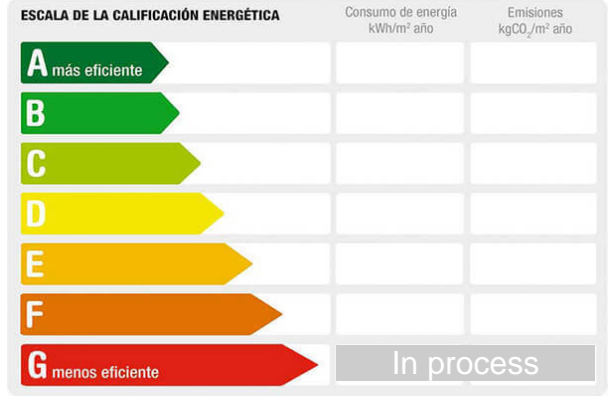 ESCALA DE LA CALIFICACIÓN ENERGÉTICA
Consumo de energía
kWh/m² año
Emisiones
kgCO₂/m² año
A más eficiente
B
C
D
E
F
G menos eficiente
In process